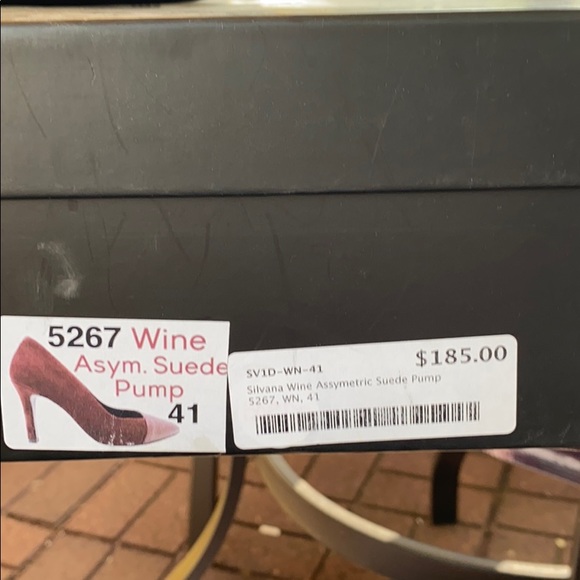 5267 Wine
Asym. Suede
Pump
41
SV1D-WN-41
$185.00
Silvana Wine Assymetric Suede Pump
5267, WN, 41